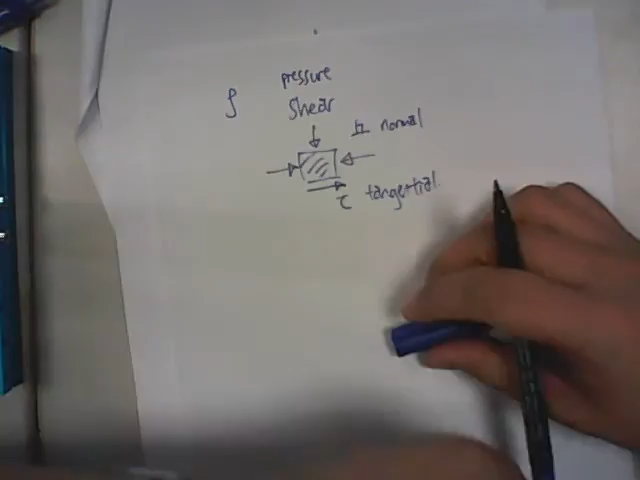 pressure
ρ shear
⊥ normal
τ tangential